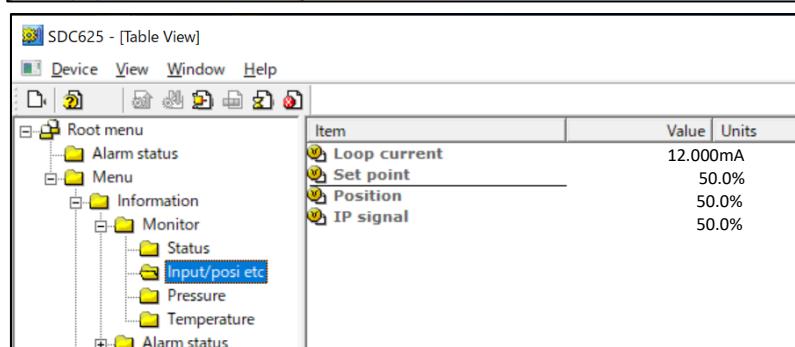 SDC625 - [Table View]
Device View Window Help
Root menu
Alarm status
Menu
Information
Monitor
Status
Input/posi etc
Pressure
Temperature
Alarm status
Item Value Units
Loop current 12.000mA
Set point 50.0%
Position 50.0%
IP signal 50.0%